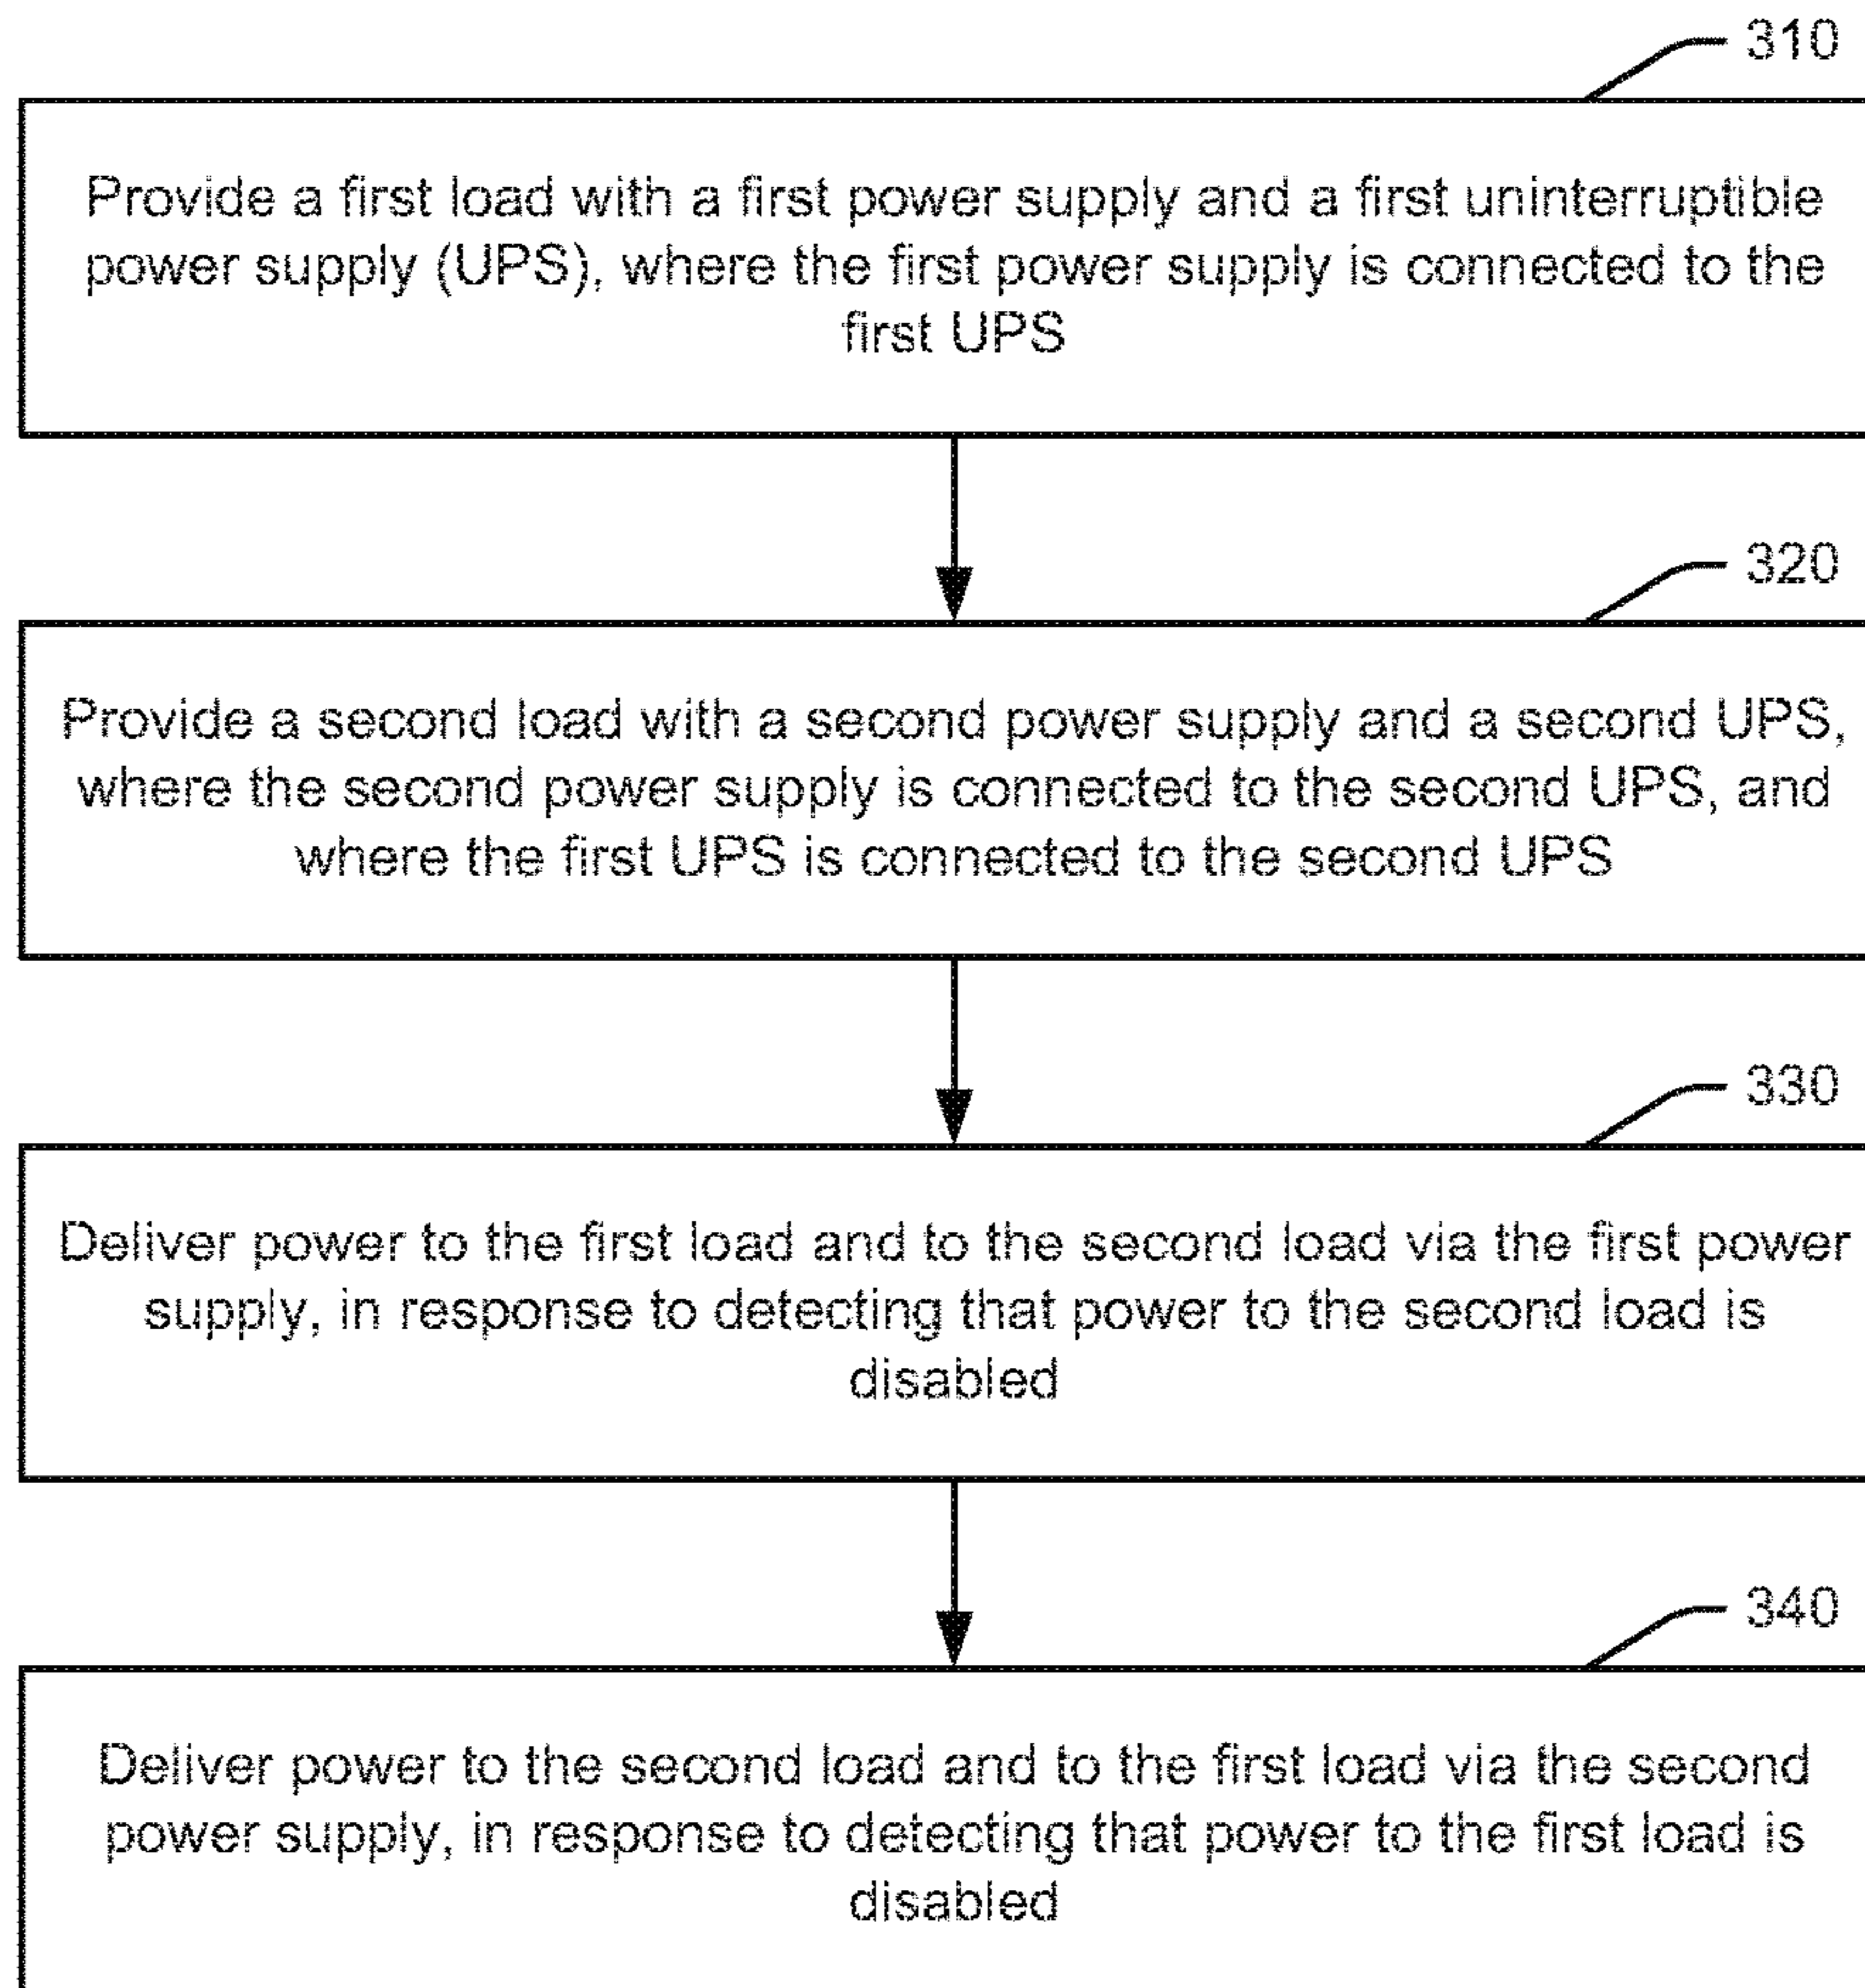 310
Provide a first load with a first power supply and a first uninterruptible
power supply (UPS), where the first power supply is connected to the
first UPS
320
Provide a second load with a second power supply and a second UPS,
where the second power supply is connected to the second UPS, and
where the first UPS is connected to the second UPS
330
Deliver power to the first load and to the second load via the first power
supply, in response to detecting that power to the second load is
disabled
340
Deliver power to the second load and to the first load via the second
power supply, in response to detecting that power to the first load is
disabled